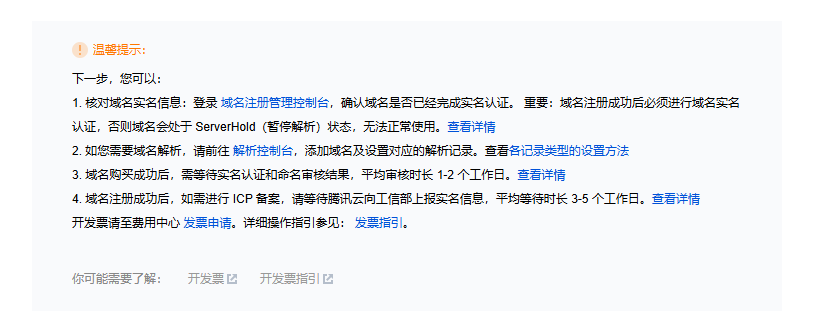 温馨提示：
下一步，您可以：
1. 核对域名实名信息：登录 域名注册管理控制台，确认域名是否已经完成实名认证。 重要：域名注册成功后必须进行域名实名
认证，否则域名会处于 ServerHold（暂停解析）状态，无法正常使用。查看详情
2. 如您需要域名解析，请前往 解析控制台，添加域名及设置对应的解析记录。查看各记录类型的设置方法
3. 域名购买成功后，需等待实名认证和命名审核结果，平均审核时长 1-2 个工作日。查看详情
4. 域名注册成功后，如需进行 ICP 备案，请等待腾讯云向工信部上报实名信息，平均等待时长 3-5 个工作日。查看详情
开发票请至费用中心 发票申请。详细操作指引参见： 发票指引。
你可能需要了解： 开发票 开发票指引